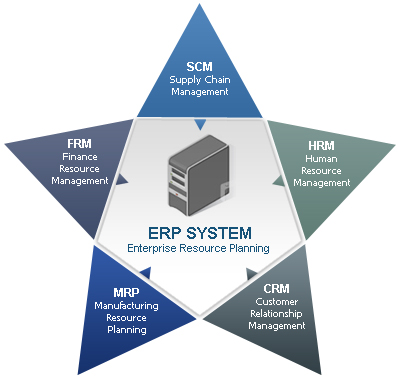 SCM
Supply Chain
Management
FRM
Finance
Resource
Management
HRM
Human
Resource
Management
ERP SYSTEM
Enterprise Resource Planning
MRP
Manufacturing
Resource
Planning
CRM
Customer
Relationship
Management